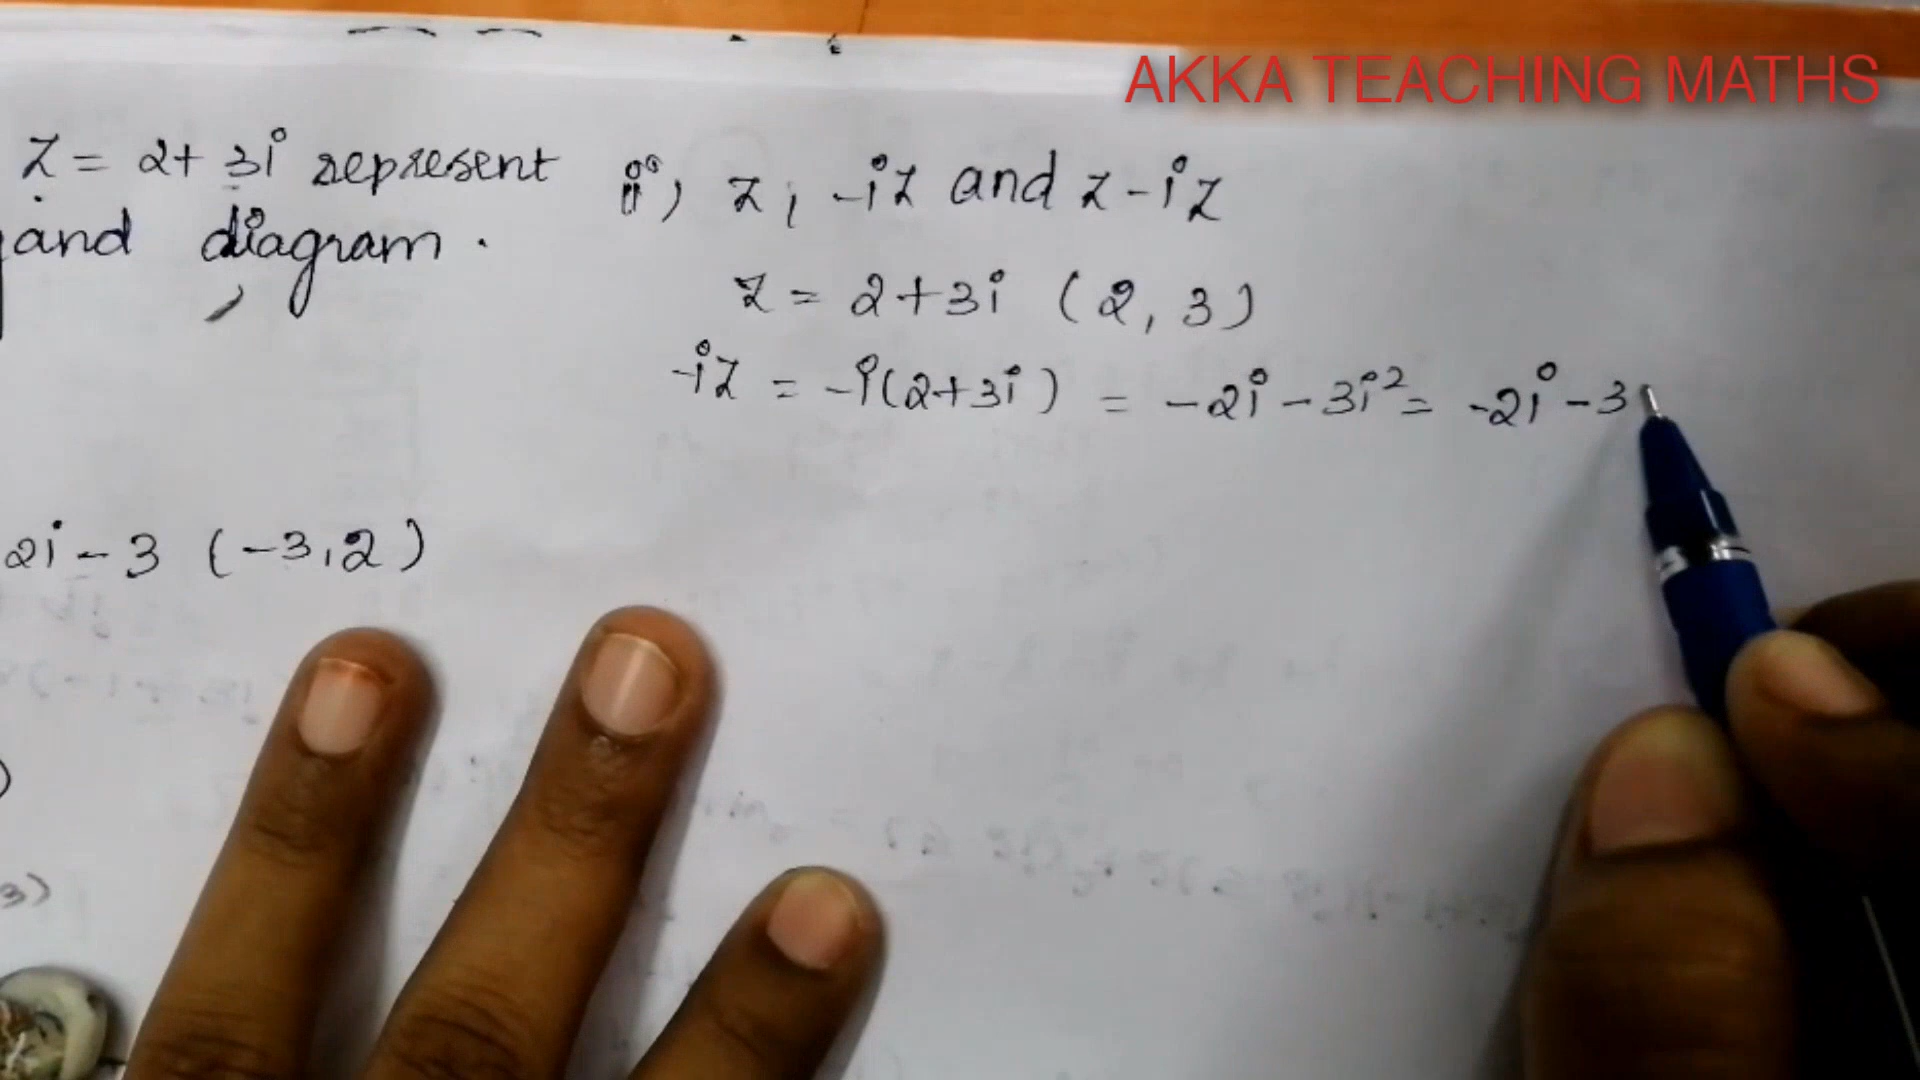 AKKA TEACHING MATHS
z = 2+ 3i represent
and diagram.
2i - 3 (-3,2)
)
3)
ii) z, -iz and z - iz
z = 2+3i (2, 3)
-iz = -i(2+3i) = -2i - 3i² = -2i - 3